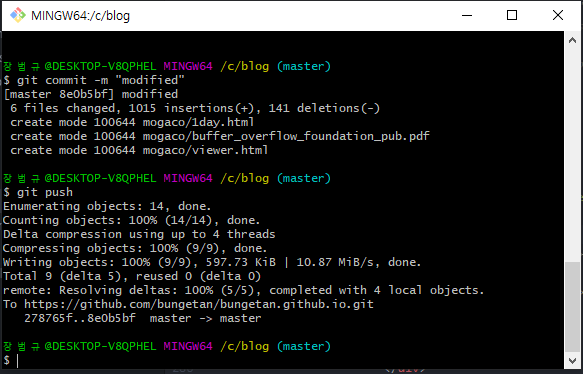 MINGW64:/c/blog
장 범 규@DESKTOP-V8QPHEL MINGW64 /c/blog (master)
$ git commit -m "modified"
[master 8e0b5bf] modified
 6 files changed, 1015 insertions(+), 141 deletions(-)
 create mode 100644 mogaco/1day.html
 create mode 100644 mogaco/buffer_overflow_foundation_pub.pdf
 create mode 100644 mogaco/viewer.html
장 범 규@DESKTOP-V8QPHEL MINGW64 /c/blog (master)
$ git push
Enumerating objects: 14, done.
Counting objects: 100% (14/14), done.
Delta compression using up to 4 threads
Compressing objects: 100% (9/9), done.
Writing objects: 100% (9/9), 597.73 KiB | 10.87 MiB/s, done.
Total 9 (delta 5), reused 0 (delta 0)
remote: Resolving deltas: 100% (5/5), completed with 4 local objects.
To https://github.com/bungetan/bungetan.github.io.git
   278765f..8e0b5bf  master -> master
장 범 규@DESKTOP-V8QPHEL MINGW64 /c/blog (master)
$